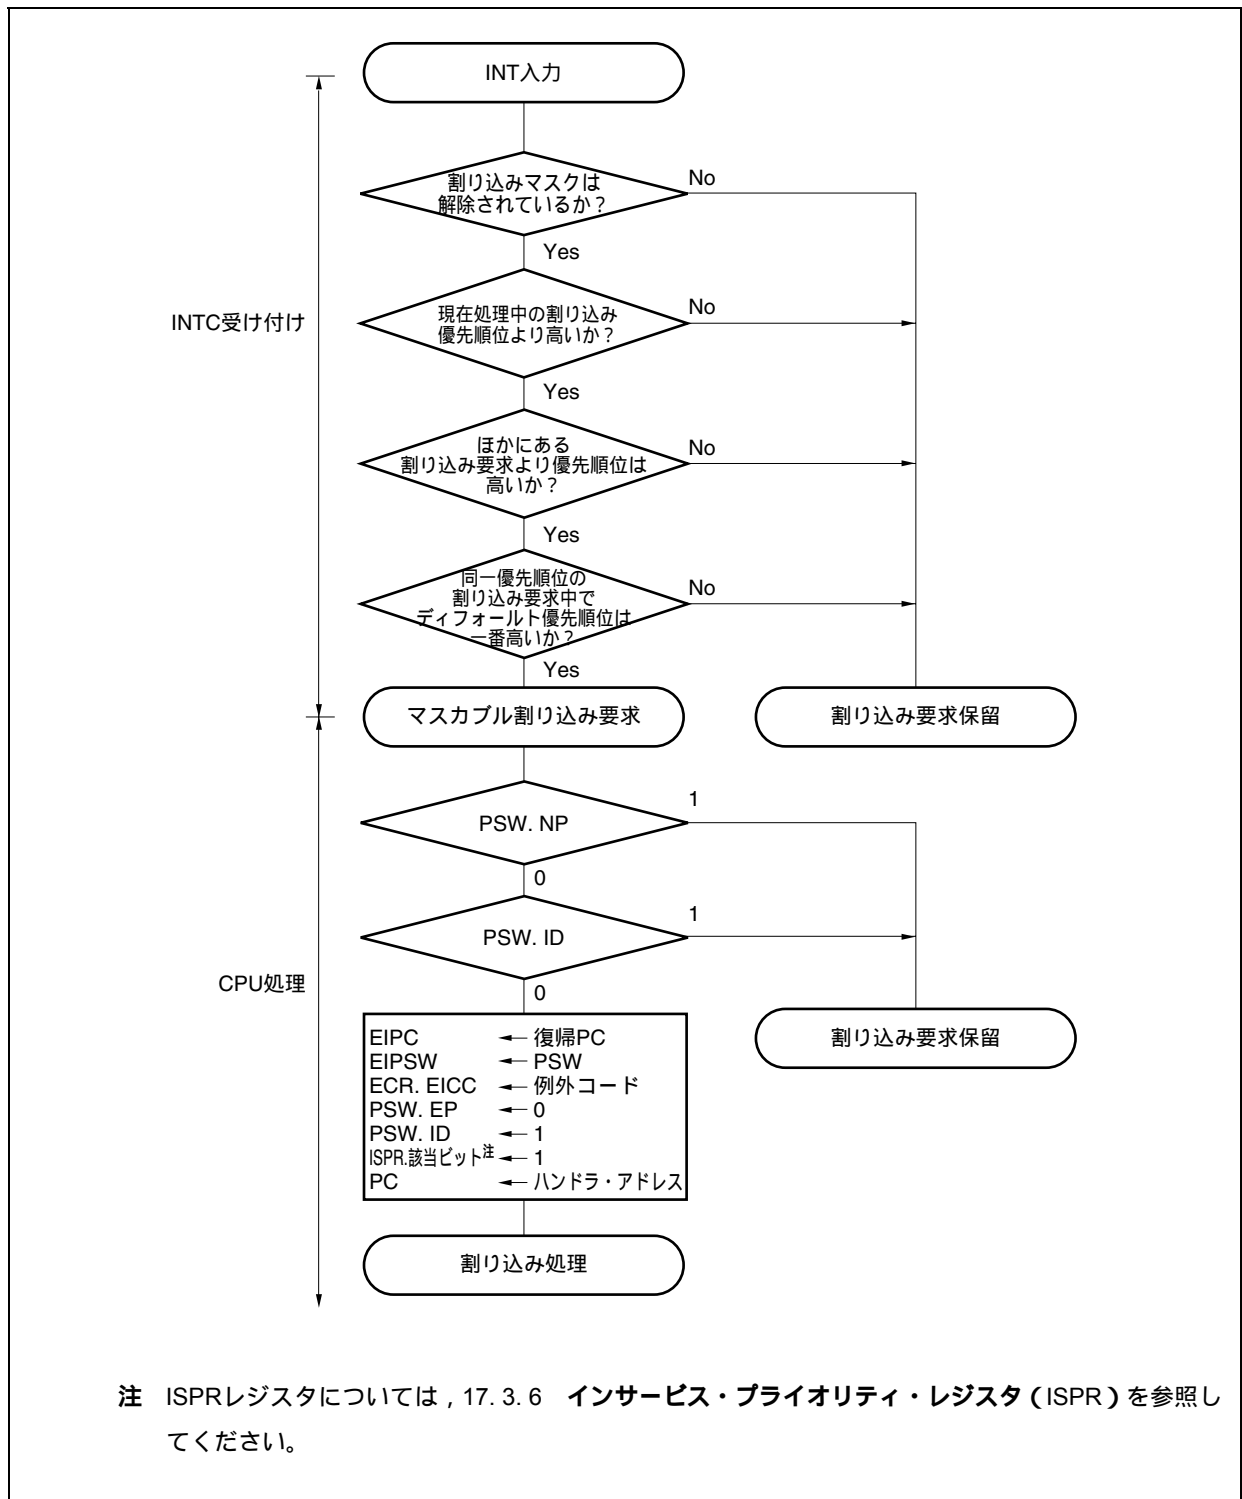 INT入力
割り込みマスクは
解除されているか？
No
Yes
現在処理中の割り込み
優先順位より高いか？
No
INTC受け付け
Yes
ほかにある
割り込み要求より優先順位は
高いか？
No
Yes
同一優先順位の
割り込み要求中で
ディフォールト優先順位は
一番高いか？
No
Yes
マスカブル割り込み要求
割り込み要求保留
PSW. NP
1
0
PSW. ID
1
CPU処理
0
EIPC ← 復帰PC
EIPSW ← PSW
ECR. EICC ← 例外コード
PSW. EP ← 0
PSW. ID ← 1
ISPR.該当ビット注 ← 1
PC ← ハンドラ・アドレス
割り込み要求保留
割り込み処理
注 ISPRレジスタについては，17. 3. 6 インサービス・プライオリティ・レジスタ（ISPR）を参照し
てください。